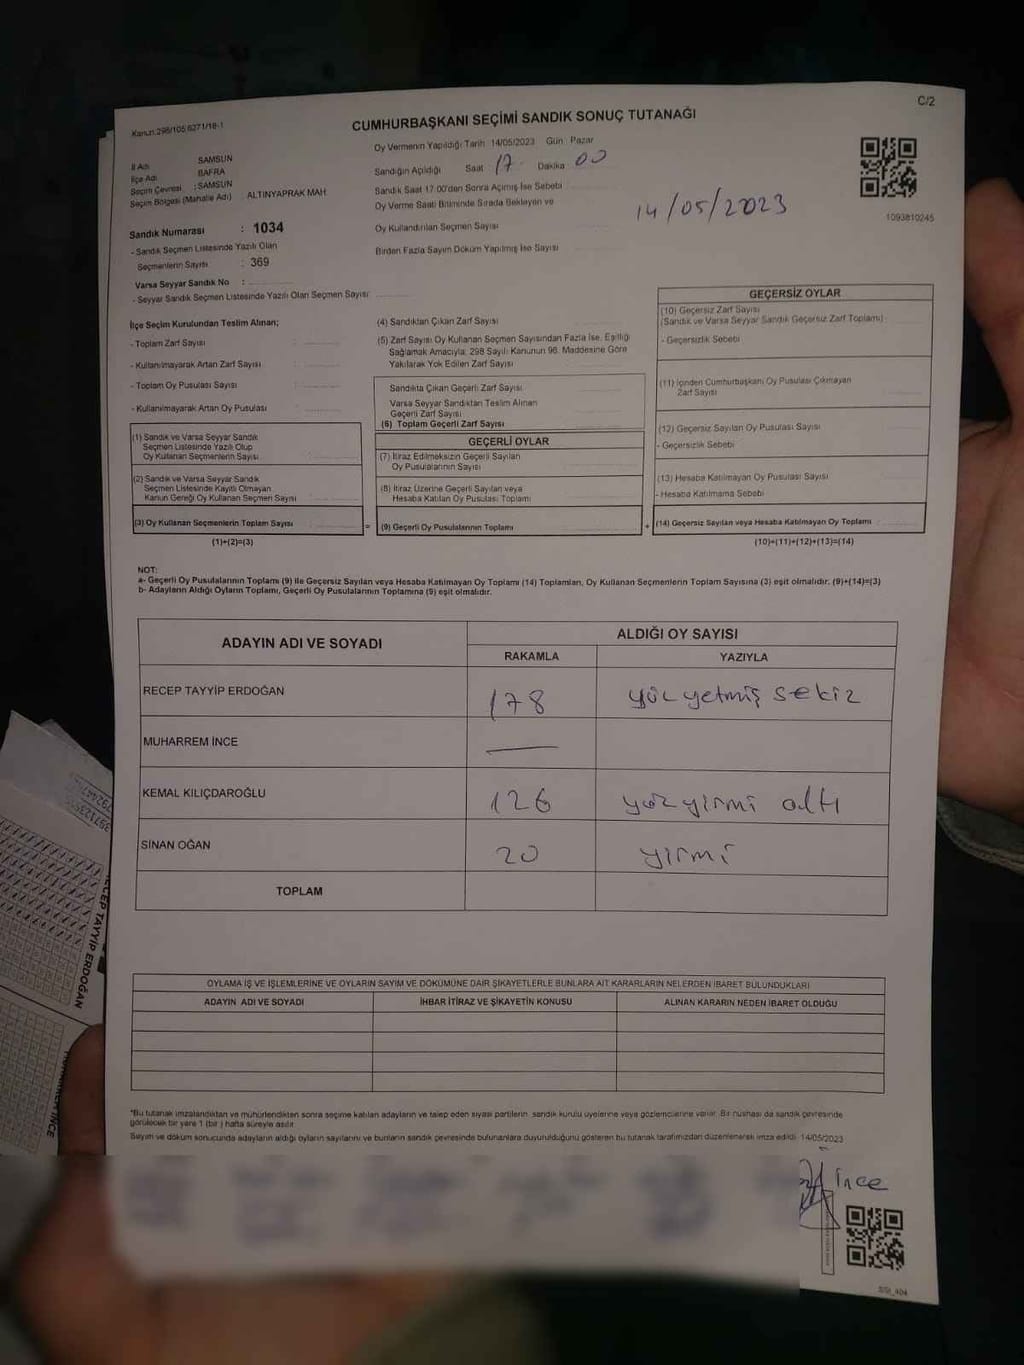 C/2
Kanun:298/105,6271/18-1
CUMHURBAŞKANI SEÇİMİ SANDIK SONUÇ TUTANAĞI
Oy Vermenin Yapıldığı Tarih 14/05/2023 Gün Pazar
İl Adı SAMSUN
Sandığın Açıldığı Saat 17 Dakika 00
İlçe Adı BAFRA
Seçim Çevresi : SAMSUN
Sandık Saat 17.00'den Sonra Açılmış İse Sebebi
Seçim Bölgesi (Mahalle Adı) ALTINYAPRAK MAH
Oy Verme Saati Bitiminde Sırada Bekleyen ve
14/05/2023
1093810245
Sandık Numarası : 1034
Oy Kullandırılan Seçmen Sayısı
- Sandık Seçmen Listesinde Yazılı Olan
Seçmenlerin Sayısı : 369
Birden Fazla Sayım Döküm Yapılmış İse Sayısı
Varsa Seyyar Sandık No :
- Seyyar Sandık Seçmen Listesinde Yazılı Olan Seçmen Sayısı
İlçe Seçim Kurulundan Teslim Alınan;
- Toplam Zarf Sayısı :
- Kullanılmayarak Artan Zarf Sayısı :
- Toplam Oy Pusulası Sayısı :
- Kullanılmayarak Artan Oy Pusulası :
(1) Sandık ve Varsa Seyyar Sandık
Seçmen Listesinde Yazılı Olup
Oy Kullanan Seçmenlerin Sayısı :
(2) Sandık ve Varsa Seyyar Sandık
Seçmen Listesinde Kayıtlı Olmayan
Kanun Gereği Oy Kullanan Seçmen Sayısı :
(3) Oy Kullanan Seçmenlerin Toplam Sayısı :
(1)+(2)=(3)
(4) Sandıktan Çıkan Zarf Sayısı
(5) Zarf Sayısı Oy Kullanan Seçmen Sayısından Fazla İse, Eşitliği
Sağlamak Amacıyla, 298 Sayılı Kanunun 98. Maddesine Göre
Yakılarak Yok Edilen Zarf Sayısı
Sandıkta Çıkan Geçerli Zarf Sayısı
Varsa Seyyar Sandıktan Teslim Alınan
Geçerli Zarf Sayısı
(6) Toplam Geçerli Zarf Sayısı
GEÇERLİ OYLAR
(7) İtiraz Edilmeksizin Geçerli Sayılan
Oy Pusulalarının Sayısı
(8) İtiraz Üzerine Geçerli Sayılan veya
Hesaba Katılan Oy Pusulası Toplamı
= (9) Geçerli Oy Pusulalarının Toplamı
GEÇERSİZ OYLAR
(10) Geçersiz Zarf Sayısı
(Sandık ve Varsa Seyyar Sandık Geçersiz Zarf Toplamı)
- Geçersizlik Sebebi
(11) İçinden Cumhurbaşkanı Oy Pusulası Çıkmayan
Zarf Sayısı
(12) Geçersiz Sayılan Oy Pusulası Sayısı
- Geçersizlik Sebebi
(13) Hesaba Katılmayan Oy Pusulası Sayısı
- Hesaba Katılmama Sebebi
+ (14) Geçersiz Sayılan veya Hesaba Katılmayan Oy Toplamı
(10)+(11)+(12)+(13)=(14)
NOT:
a- Geçerli Oy Pusulalarının Toplamı (9) ile Geçersiz Sayılan veya Hesaba Katılmayan Oy Toplamı (14) Toplamları, Oy Kullanan Seçmenlerin Toplam Sayısına (3) eşit olmalıdır. (9)+(14)=(3)
b- Adayların Aldığı Oyların Toplamı, Geçerli Oy Pusulalarının Toplamına (9) eşit olmalıdır.
ADAYIN ADI VE SOYADI
ALDIĞI OY SAYISI
RAKAMLA YAZIYLA
RECEP TAYYİP ERDOĞAN 178 yüz yetmiş sekiz
MUHARREM İNCE —
KEMAL KILIÇDAROĞLU 126 yüz yirmi altı
SİNAN OĞAN 20 yirmi
TOPLAM
OYLAMA İŞ VE İŞLEMLERİNE VE OYLARIN SAYIM VE DÖKÜMÜNE DAİR ŞİKAYETLERLE BUNLARA AİT KARARLARIN NELERDEN İBARET BULUNDUKLARI
ADAYIN ADI VE SOYADI İHBAR İTİRAZ VE ŞİKAYETİN KONUSU ALINAN KARARIN NEDEN İBARET OLDUĞU
*Bu tutanak imzalandıktan ve mühürlendikten sonra seçime katılan adayların ve talep eden siyasi partilerin sandık kurulu üyelerine veya gözlemcilerine verilir. Bir nüshası da sandık çevresinde
görülecek bir yere 1 (bir ) hafta süreyle asılır.
Sayım ve döküm sonucunda adayların aldığı oyların sayılarını ve bunların sandık çevresinde bulunanlara duyurulduğunu gösteren bu tutanak tarafımızdan düzenlenerek imza edildi. 14/05/2023
İnce
SSI_404
RECEP TAYYİP ERDOĞAN
İNCE